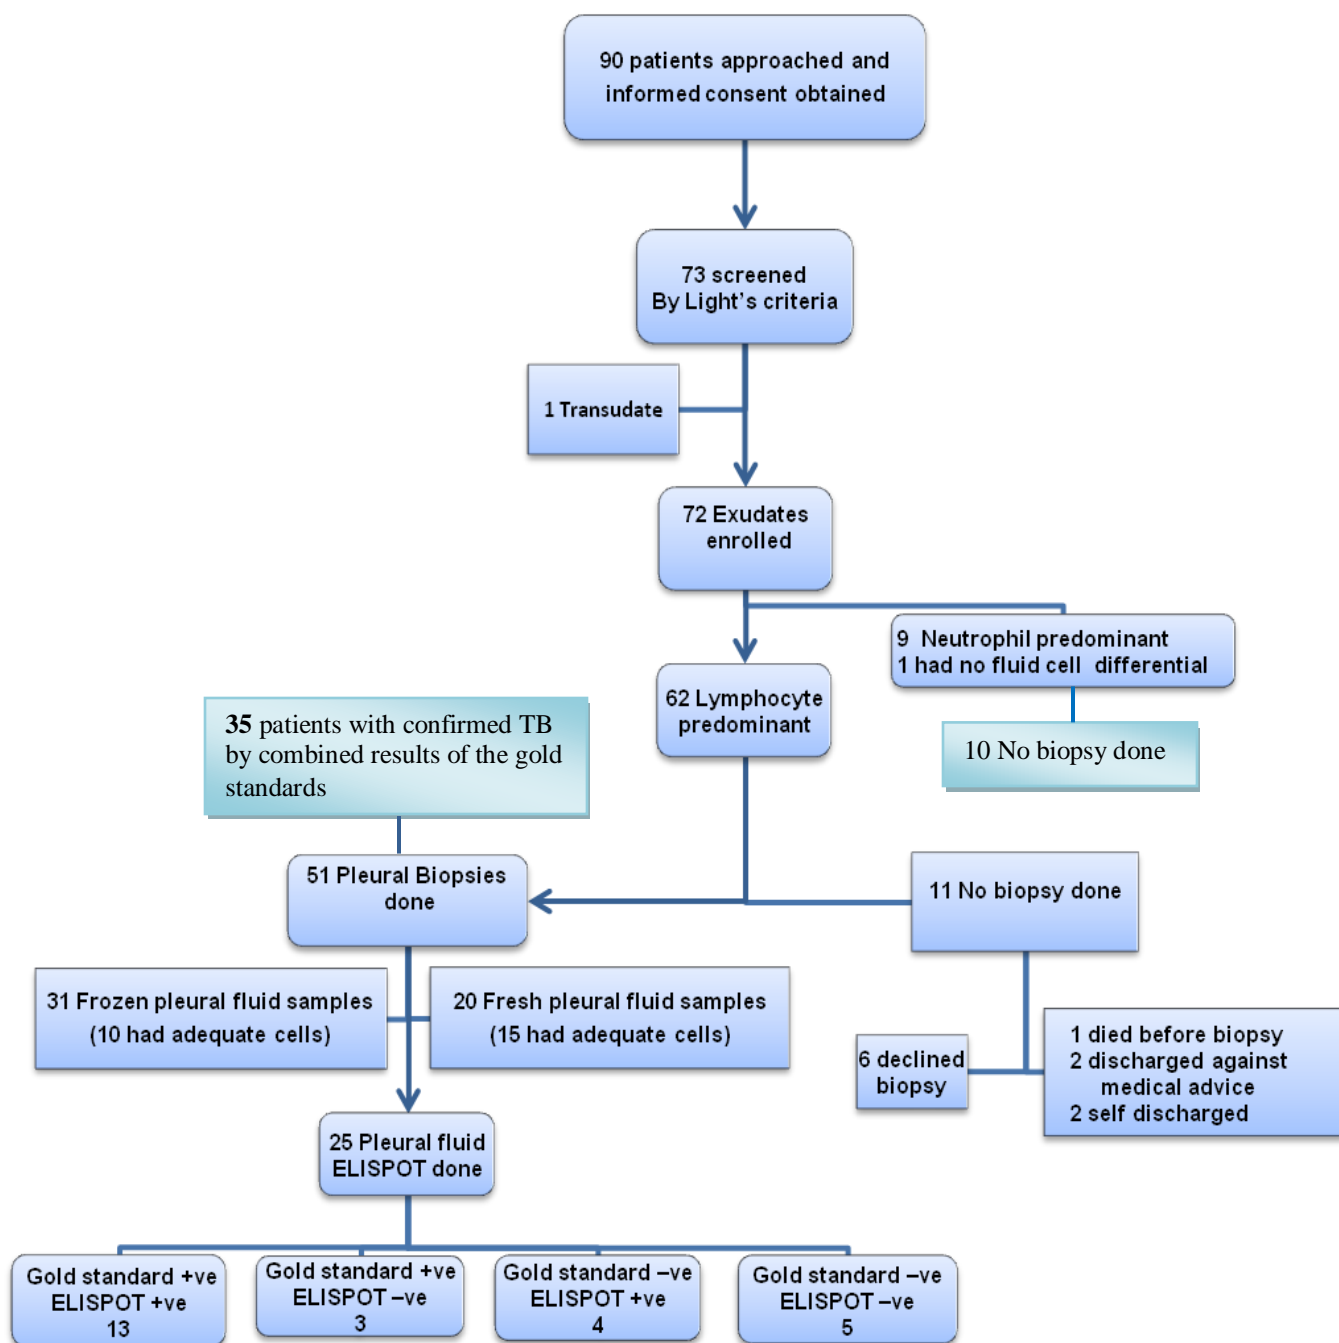 90 patients approached and
informed consent obtained
73 screened
By Light's criteria
1 Transudate
72 Exudates
enrolled
9 Neutrophil predominant
1 had no fluid cell differential
62 Lymphocyte
predominant
35 patients with confirmed TB
by combined results of the gold
standards
10 No biopsy done
51 Pleural Biopsies
done
11 No biopsy done
31 Frozen pleural fluid samples
(10 had adequate cells)
20 Fresh pleural fluid samples
(15 had adequate cells)
6 declined
biopsy
1 died before biopsy
2 discharged against
medical advice
2 self discharged
25 Pleural fluid
ELISPOT done
Gold standard +ve
ELISPOT +ve
13
Gold standard +ve
ELISPOT –ve
3
Gold standard –ve
ELISPOT +ve
4
Gold standard –ve
ELISPOT –ve
5